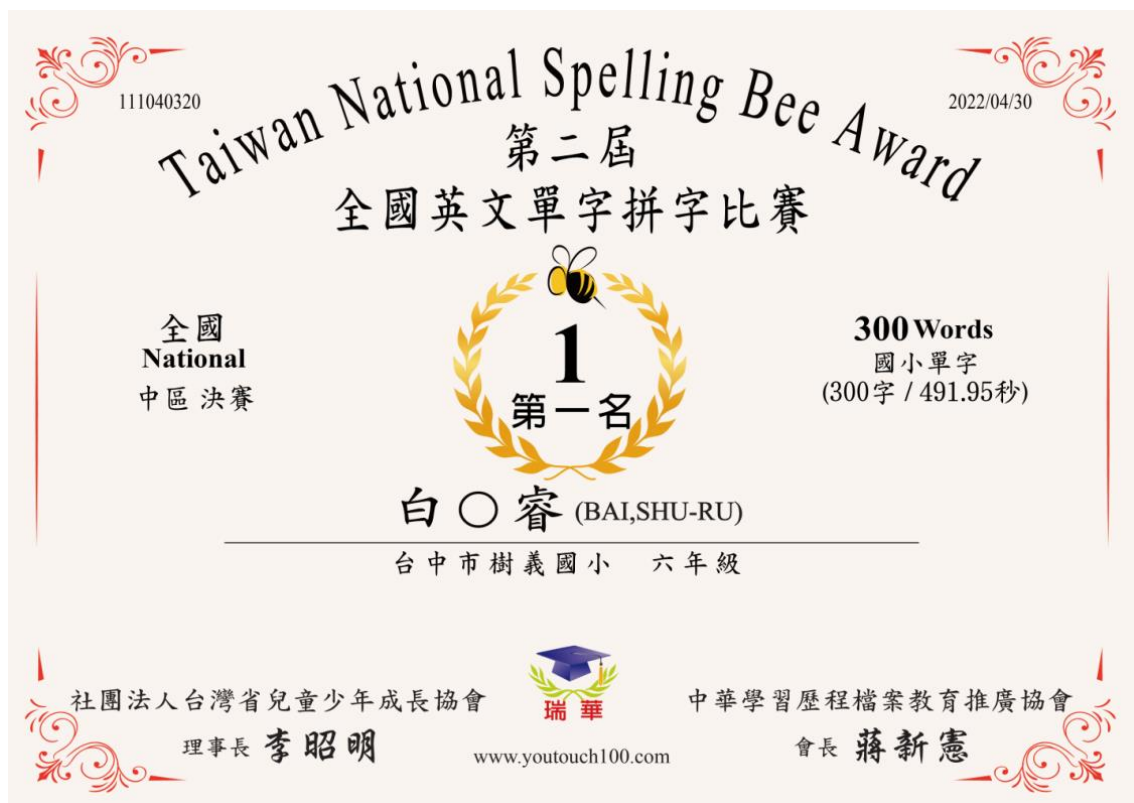 111040320
2022/04/30
Taiwan National Spelling Bee Award
第二屆
全國英文單字拼字比賽
全國
National
中區 決賽
1
第一名
300 Words
國小單字
(300字 / 491.95秒)
白〇睿 (BAI,SHU-RU)
台中市樹義國小 六年級
社團法人台灣省兒童少年成長協會
理事長 李昭明
瑞華
www.youtouch100.com
中華學習歷程檔案教育推廣協會
會長 蔣新憲